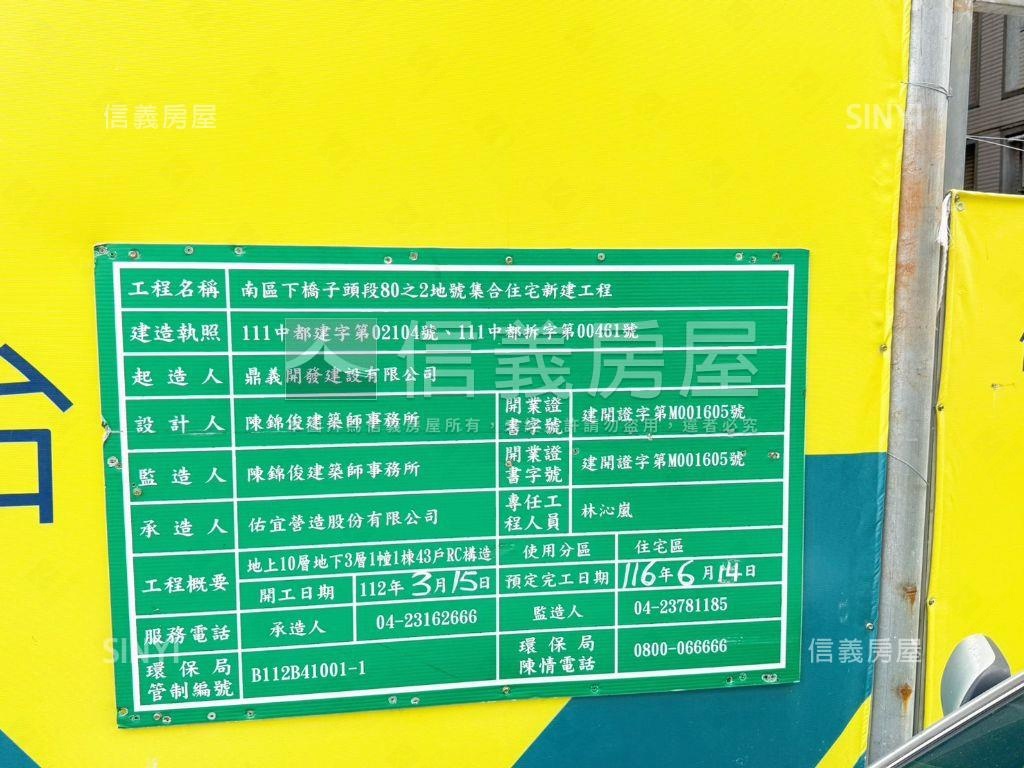 信義房屋
SINYI
工程名稱 南區下橋子頭段80之2地號集合住宅新建工程
建造執照 111中都建字第02104號、111中都拆字第00461號
信義房屋
起造人 鼎義開發建設有限公司
設計人 陳錦俊建築師事務所 開業證書字號 建開證字第M001605號
監造人 陳錦俊建築師事務所 開業證書字號 建開證字第M001605號
承造人 佑宜營造股份有限公司 專任工程人員 林沁嵐
工程概要 地上10層地下3層1幢1棟43戶RC構造 使用分區 住宅區
開工日期 112年3月15日 預定完工日期 116年6月14日
服務電話 承造人 04-23162666 監造人 04-23781185
環保局管制編號 B112B41001-1 環保局陳情電話 0800-066666
SINYI
信義房屋
台